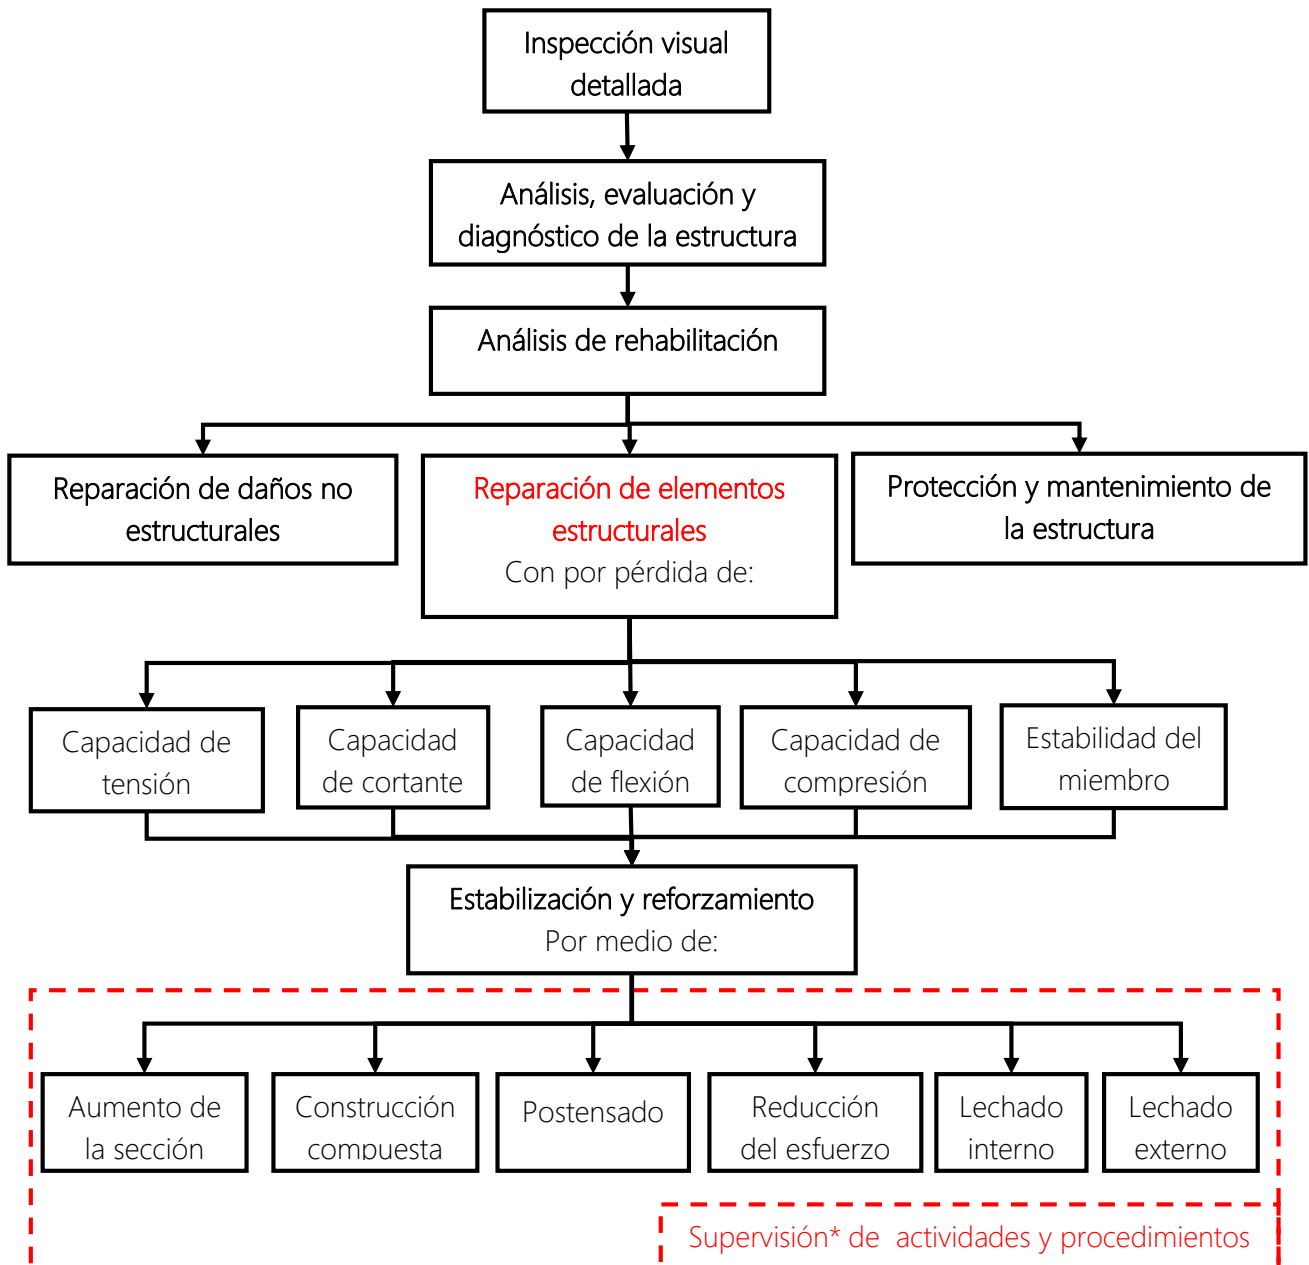 Inspección visual
detallada
Análisis, evaluación y
diagnóstico de la estructura
Análisis de rehabilitación
Reparación de daños no
estructurales
Reparación de elementos
estructurales
Con por pérdida de:
Protección y mantenimiento de
la estructura
Capacidad de
tensión
Capacidad
de cortante
Capacidad
de flexión
Capacidad de
compresión
Estabilidad del
miembro
Estabilización y reforzamiento
Por medio de:
Aumento de
la sección
Construcción
compuesta
Postensado
Reducción
del esfuerzo
Lechado
interno
Lechado
externo
Supervisión* de  actividades y procedimientos